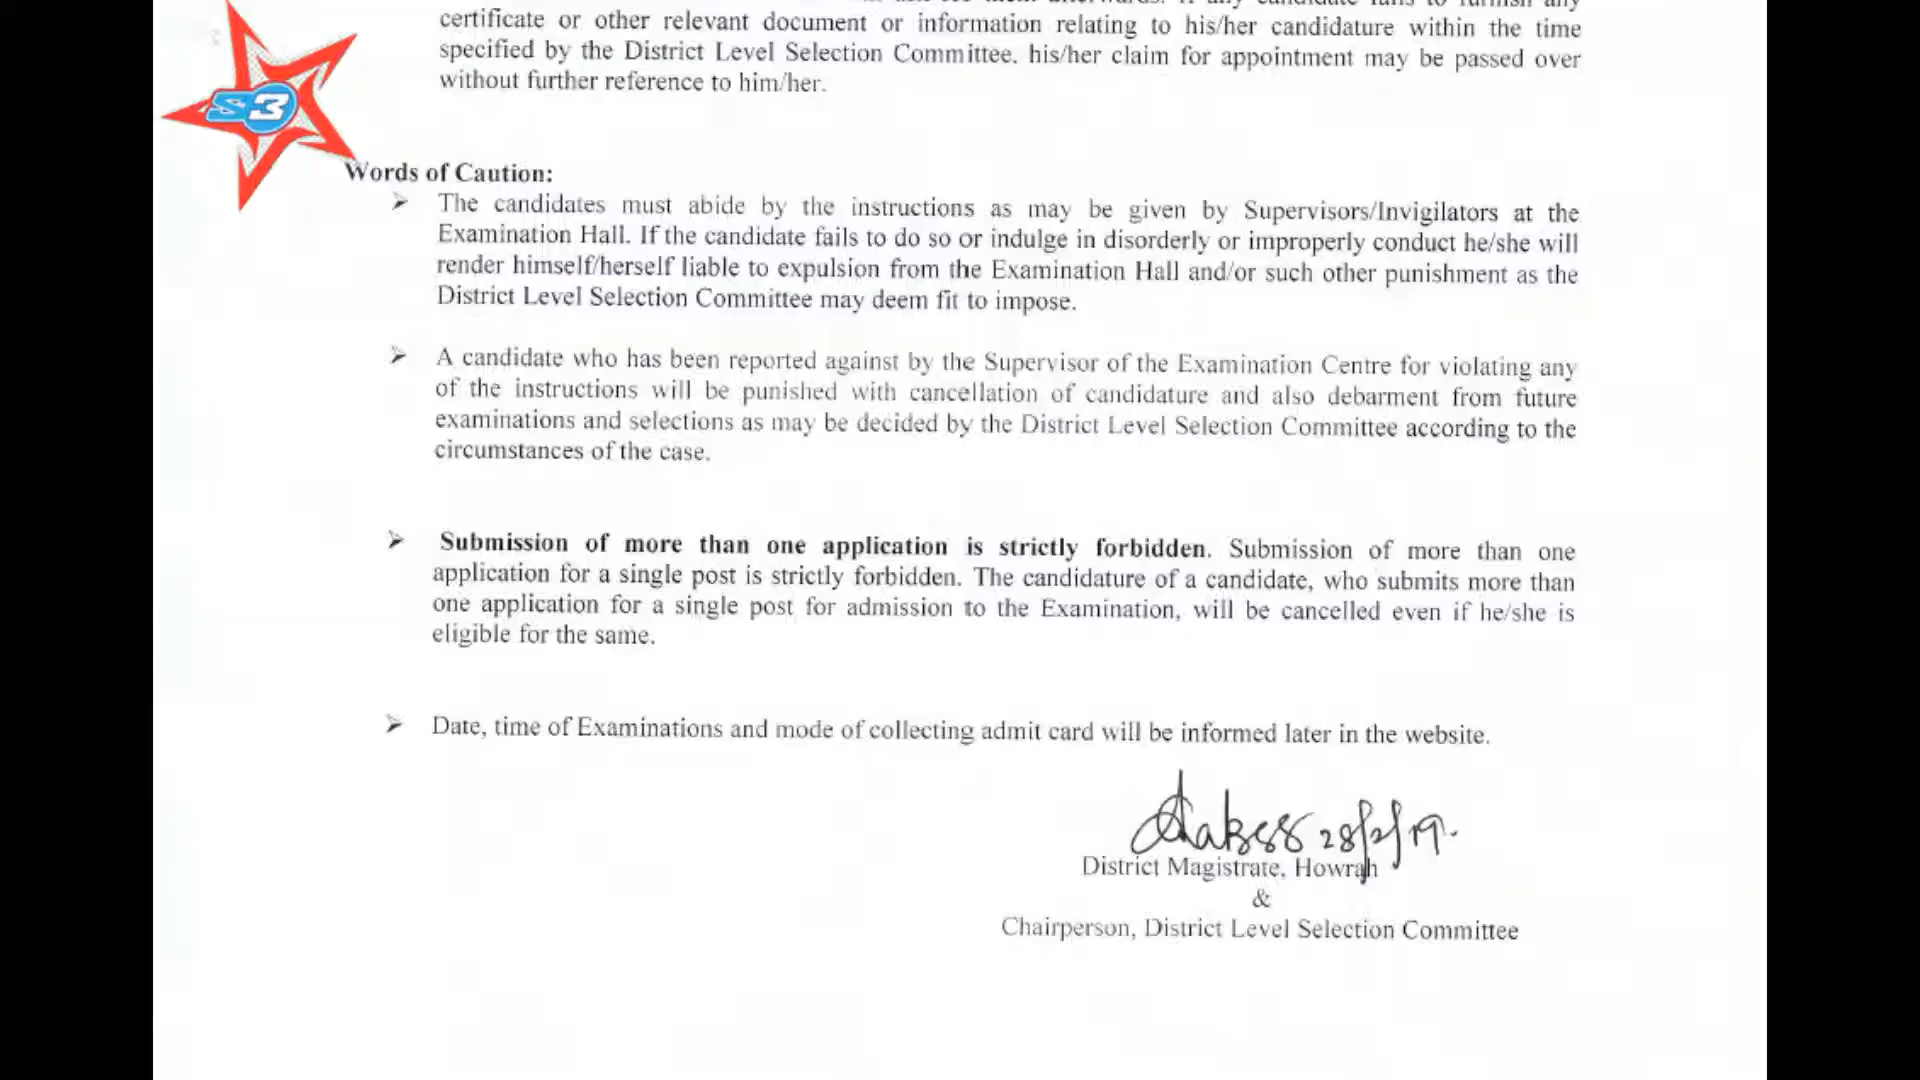 certificate or other relevant document or information relating to his/her candidature within the time
specified by the District Level Selection Committee, his/her claim for appointment may be passed over
without further reference to him/her.
S3
Words of Caution:
➢ The candidates must abide by the instructions as may be given by Supervisors/Invigilators at the
Examination Hall. If the candidate fails to do so or indulge in disorderly or improperly conduct he/she will
render himself/herself liable to expulsion from the Examination Hall and/or such other punishment as the
District Level Selection Committee may deem fit to impose.
➢ A candidate who has been reported against by the Supervisor of the Examination Centre for violating any
of the instructions will be punished with cancellation of candidature and also debarment from future
examinations and selections as may be decided by the District Level Selection Committee according to the
circumstances of the case.
➢ Submission of more than one application is strictly forbidden. Submission of more than one
application for a single post is strictly forbidden. The candidature of a candidate, who submits more than
one application for a single post for admission to the Examination, will be cancelled even if he/she is
eligible for the same.
➢ Date, time of Examinations and mode of collecting admit card will be informed later in the website.
28/2/19.
District Magistrate, Howrah
&
Chairperson, District Level Selection Committee